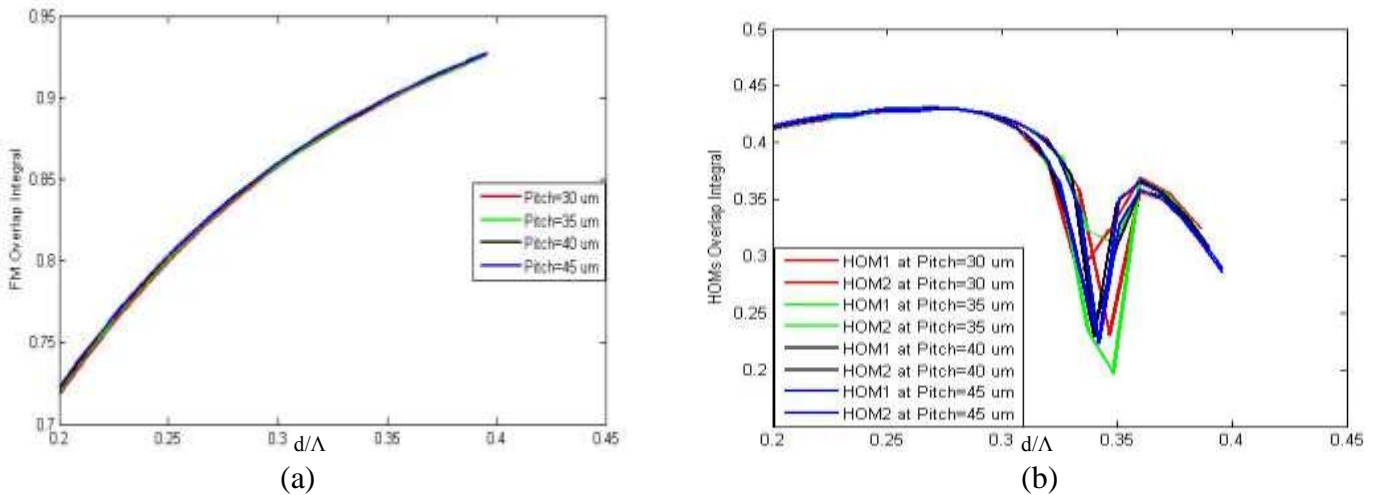 0.95
0.9
0.85
0.8
0.75
0.7
FM Overlap Integral
Pitch=30 um
Pitch=35 um
Pitch=40 um
Pitch=45 um
0.2 0.25 0.3 0.35 0.4 0.45
d/Λ
(a)
0.5
0.45
0.4
0.35
0.3
0.25
0.2
HOMs Overlap Integral
HOM1 at Pitch=30 um
HOM2 at Pitch=30 um
HOM1 at Pitch=35 um
HOM2 at Pitch=35 um
HOM1 at Pitch=40 um
HOM2 at Pitch=40 um
HOM1 at Pitch=45 um
HOM2 at Pitch=45 um
0.2 0.25 0.3 0.35 0.4 0.45
d/Λ
(b)